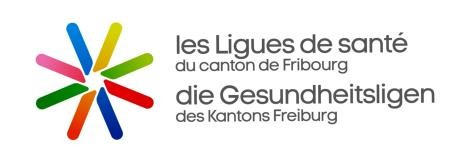 les Ligues de santé
du canton de Fribourg
die Gesundheitsligen
des Kantons Freiburg